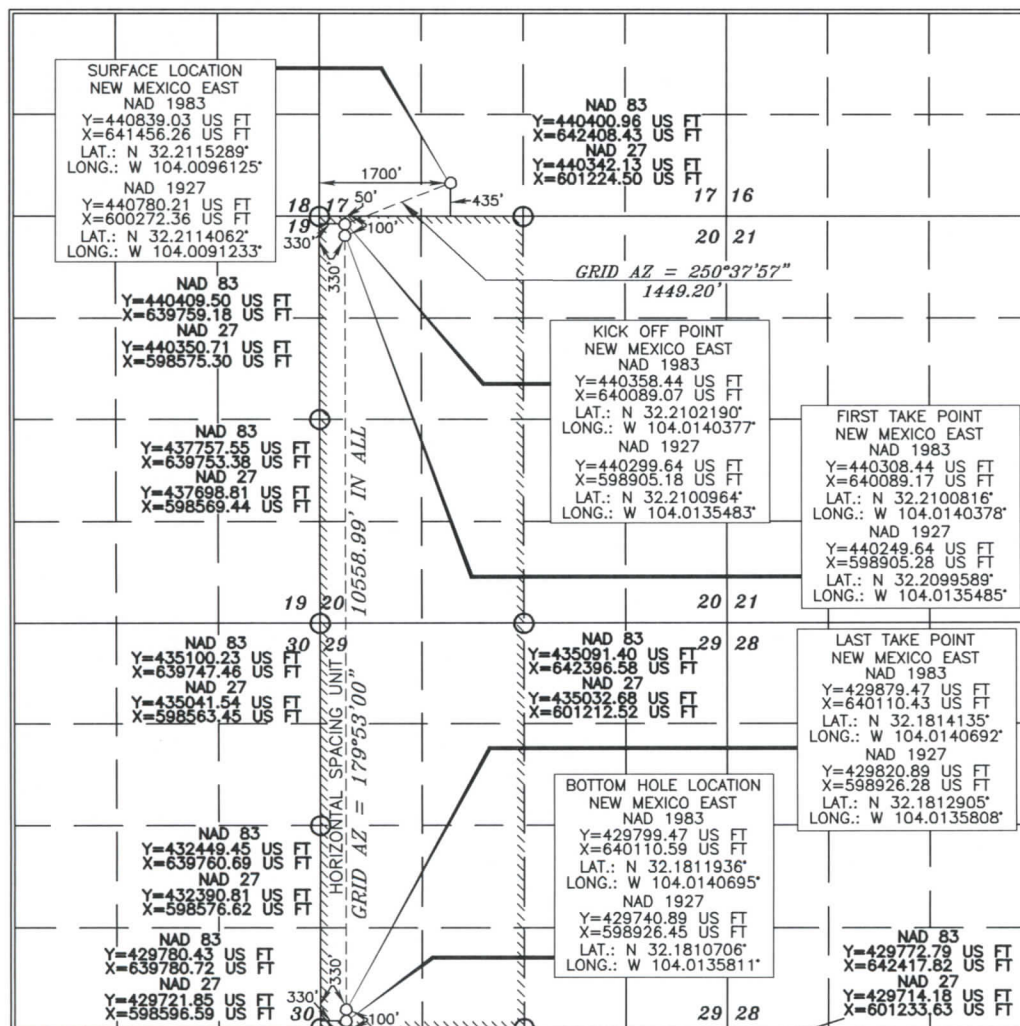 SURFACE LOCATION
NEW MEXICO EAST
NAD 1983
Y=440839.03 US FT
X=641456.26 US FT
LAT.: N 32.2115289°
LONG.: W 104.0096125°
NAD 1927
Y=440780.21 US FT
X=600272.36 US FT
LAT.: N 32.2114062°
LONG.: W 104.0091233°
NAD 83
Y=440400.96 US FT
X=642408.43 US FT
NAD 27
Y=440342.13 US FT
X=601224.50 US FT
1700'
50'
435'
18 17
19
100'
330'
330'
17 16
20 21
GRID AZ = 250°37'57"
1449.20'
NAD 83
Y=440409.50 US FT
X=639759.18 US FT
NAD 27
Y=440350.71 US FT
X=598575.30 US FT
KICK OFF POINT
NEW MEXICO EAST
NAD 1983
Y=440358.44 US FT
X=640089.07 US FT
LAT.: N 32.2102190°
LONG.: W 104.0140377°
NAD 1927
Y=440299.64 US FT
X=598905.18 US FT
LAT.: N 32.2100964°
LONG.: W 104.0135483°
FIRST TAKE POINT
NEW MEXICO EAST
NAD 1983
Y=440308.44 US FT
X=640089.17 US FT
LAT.: N 32.2100816°
LONG.: W 104.0140378°
NAD 1927
Y=440249.64 US FT
X=598905.28 US FT
LAT.: N 32.2099589°
LONG.: W 104.0135485°
NAD 83
Y=437757.55 US FT
X=639753.38 US FT
NAD 27
Y=437698.81 US FT
X=598569.44 US FT
10558.99' IN ALL
GRID AZ = 179°53'00"
HORIZONTAL SPACING UNIT
19 20
30 29
20 21
29 28
NAD 83
Y=435100.23 US FT
X=639747.46 US FT
NAD 27
Y=435041.54 US FT
X=598563.45 US FT
NAD 83
Y=435091.40 US FT
X=642396.58 US FT
NAD 27
Y=435032.68 US FT
X=601212.52 US FT
LAST TAKE POINT
NEW MEXICO EAST
NAD 1983
Y=429879.47 US FT
X=640110.43 US FT
LAT.: N 32.1814135°
LONG.: W 104.0140692°
NAD 1927
Y=429820.89 US FT
X=598926.28 US FT
LAT.: N 32.1812905°
LONG.: W 104.0135808°
BOTTOM HOLE LOCATION
NEW MEXICO EAST
NAD 1983
Y=429799.47 US FT
X=640110.59 US FT
LAT.: N 32.1811936°
LONG.: W 104.0140695°
NAD 1927
Y=429740.89 US FT
X=598926.45 US FT
LAT.: N 32.1810706°
LONG.: W 104.0135811°
NAD 83
Y=432449.45 US FT
X=639760.69 US FT
NAD 27
Y=432390.81 US FT
X=598576.62 US FT
NAD 83
Y=429780.43 US FT
X=639780.72 US FT
NAD 27
Y=429721.85 US FT
X=598596.59 US FT
330'
330'
30
100'
29 28
NAD 83
Y=429772.79 US FT
X=642417.82 US FT
NAD 27
Y=429714.18 US FT
X=601233.63 US FT